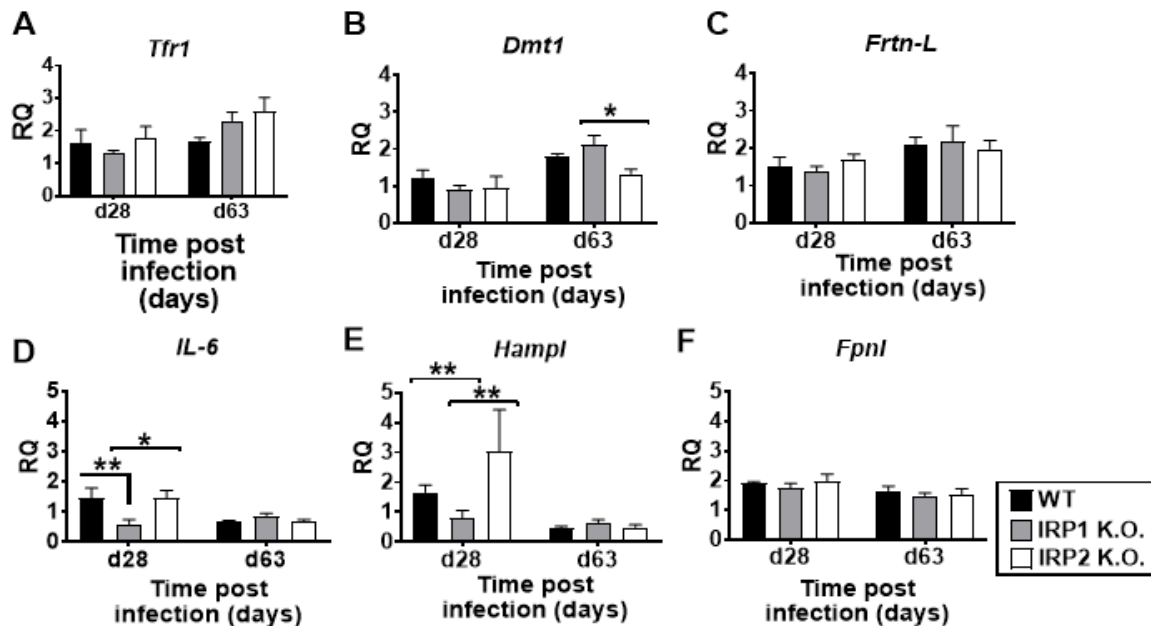 A
Tfr1
RQ
4
3
2
1
0
d28 d63
Time post
infection
(days)
B
Dmt1
RQ
4
3
2
1
0
*
d28 d63
Time post
infection (days)
C
Frtn-L
RQ
4
3
2
1
0
d28 d63
Time post
infection (days)
D
IL-6
RQ
5
4
3
2
1
0
**
*
d28 d63
Time post
infection (days)
E
HampI
RQ
5
4
3
2
1
0
**
**
d28 d63
Time post
infection (days)
F
FpnI
RQ
5
4
3
2
1
0
d28 d63
Time post
infection (days)
WT
IRP1 K.O.
IRP2 K.O.